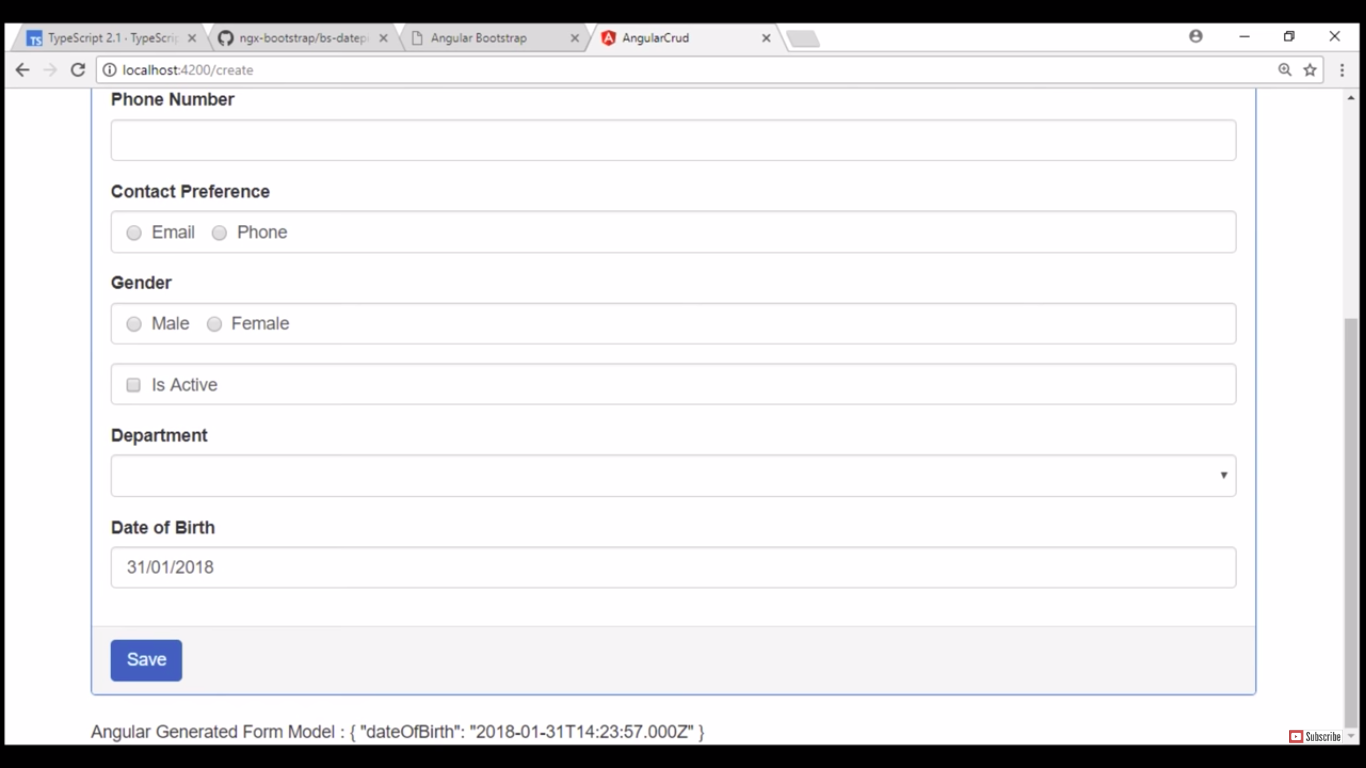 TypeScript 2.1 · TypeScrip
ngx-bootstrap/bs-datepi
Angular Bootstrap
AngularCrud
localhost:4200/create
Phone Number
Contact Preference
Email Phone
Gender
Male Female
Is Active
Department
Date of Birth
31/01/2018
Save
Angular Generated Form Model : { "dateOfBirth": "2018-01-31T14:23:57.000Z" }
Subscribe